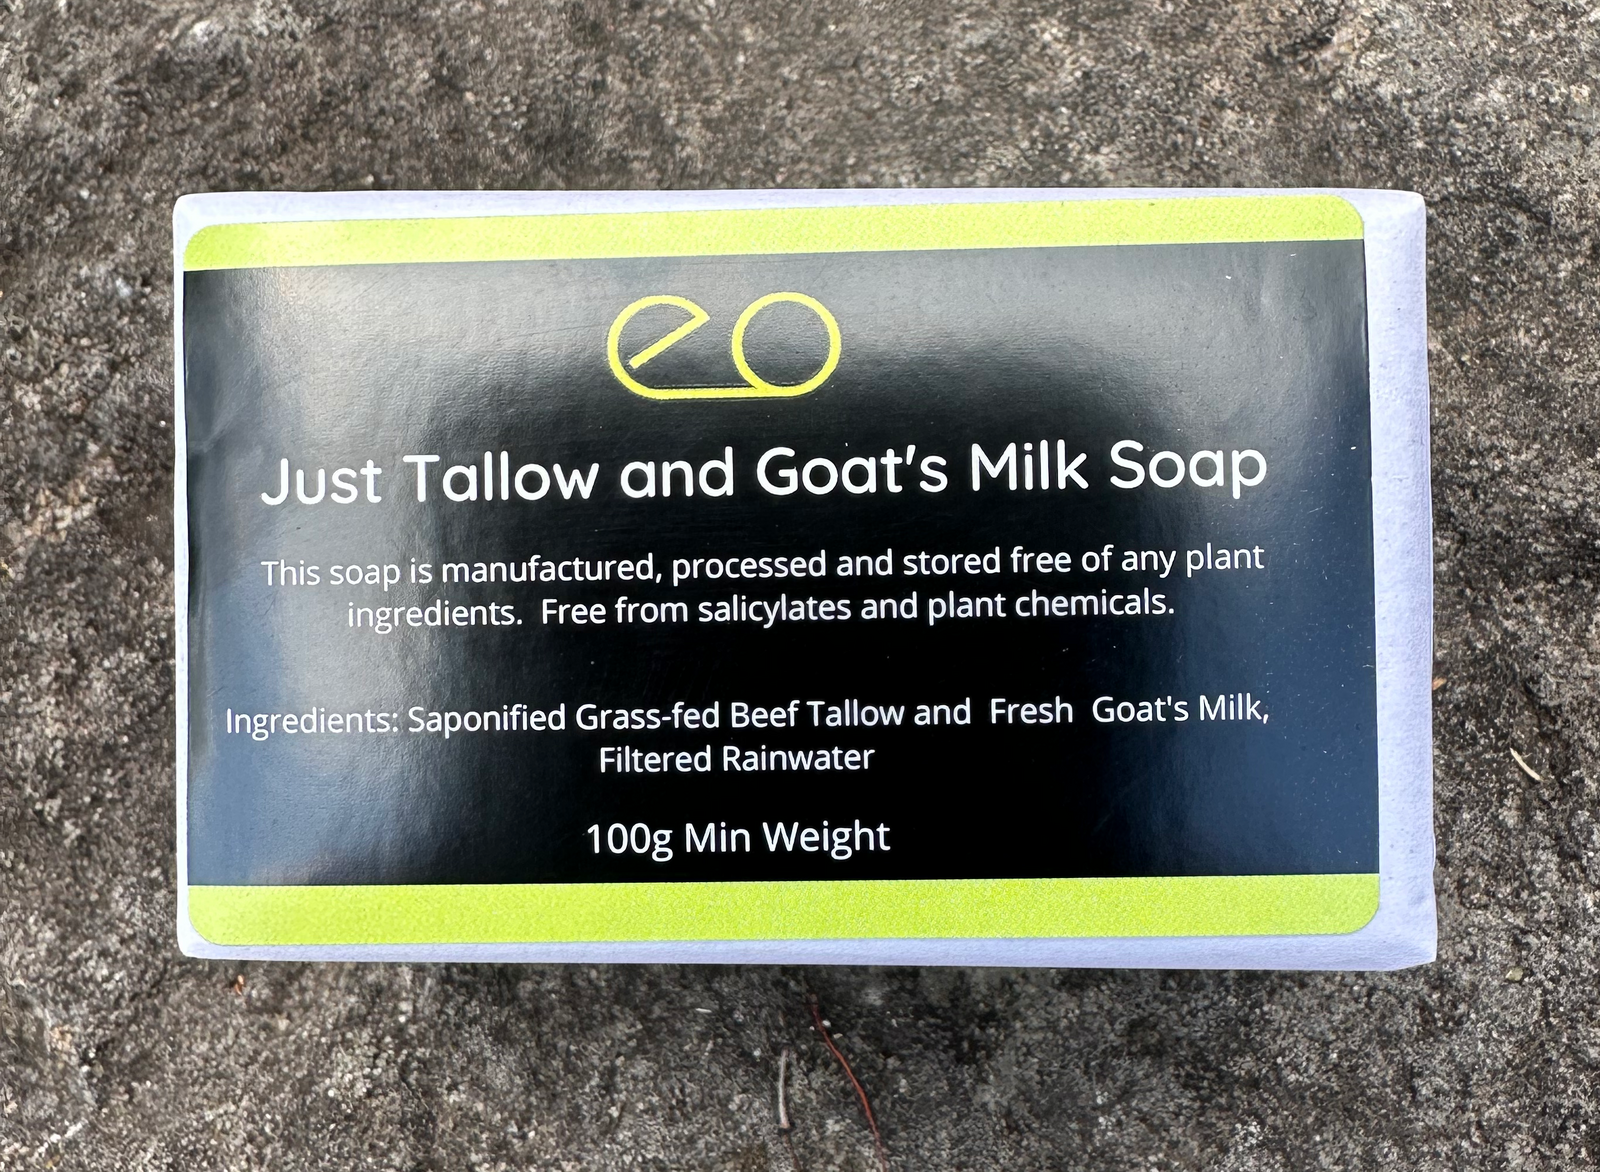 eo
Just Tallow and Goat's Milk Soap
This soap is manufactured, processed and stored free of any plant
ingredients.  Free from salicylates and plant chemicals.
Ingredients: Saponified Grass-fed Beef Tallow and  Fresh  Goat's Milk,
Filtered Rainwater
100g Min Weight